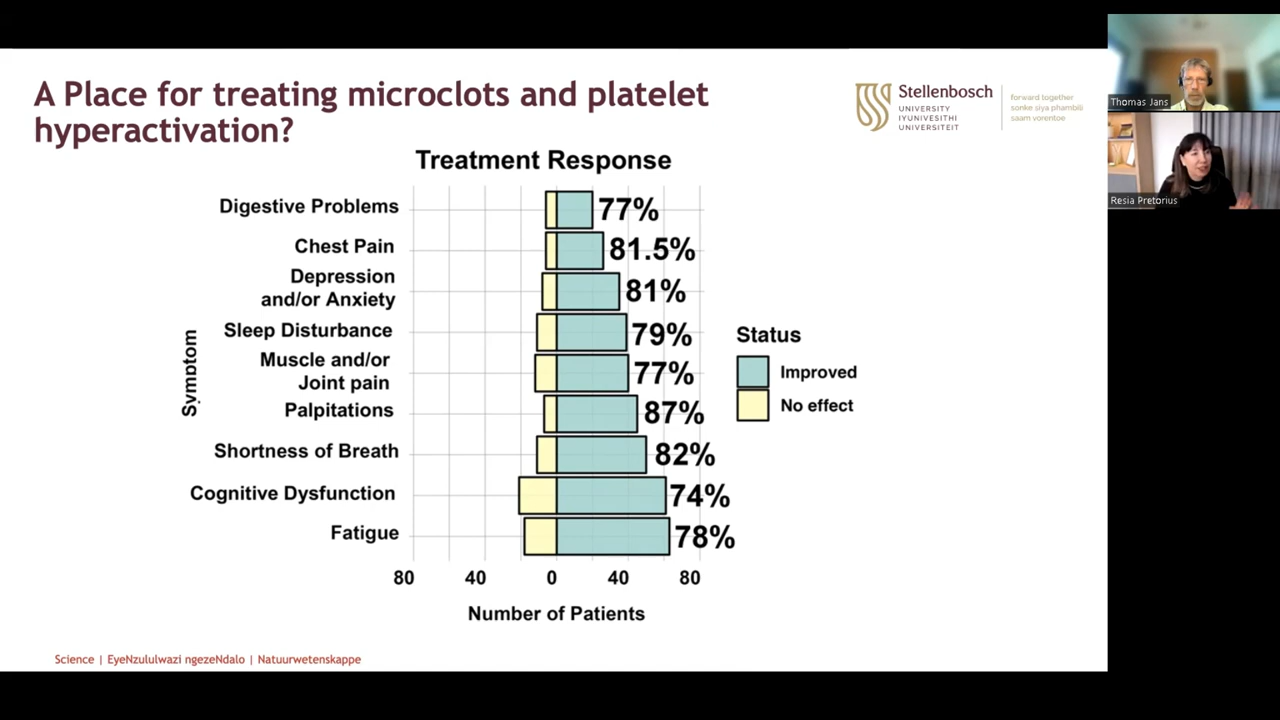 A Place for treating microclots and platelet
hyperactivation?
Stellenbosch
UNIVERSITY
IYUNIVESITHI
UNIVERSITEIT
forward together
sonke siya phambili
saam vorentoe
Thomas Jans
Resia Pretorius
Treatment Response
Symptom
Digestive Problems
77%
Chest Pain
81.5%
Depression
and/or Anxiety
81%
Sleep Disturbance
79%
Muscle and/or
Joint pain
77%
Palpitations
87%
Shortness of Breath
82%
Cognitive Dysfunction
74%
Fatigue
78%
80 40 0 40 80
Number of Patients
Status
Improved
No effect
Science | EyeNzululwazi ngezeNdalo | Natuurwetenskappe